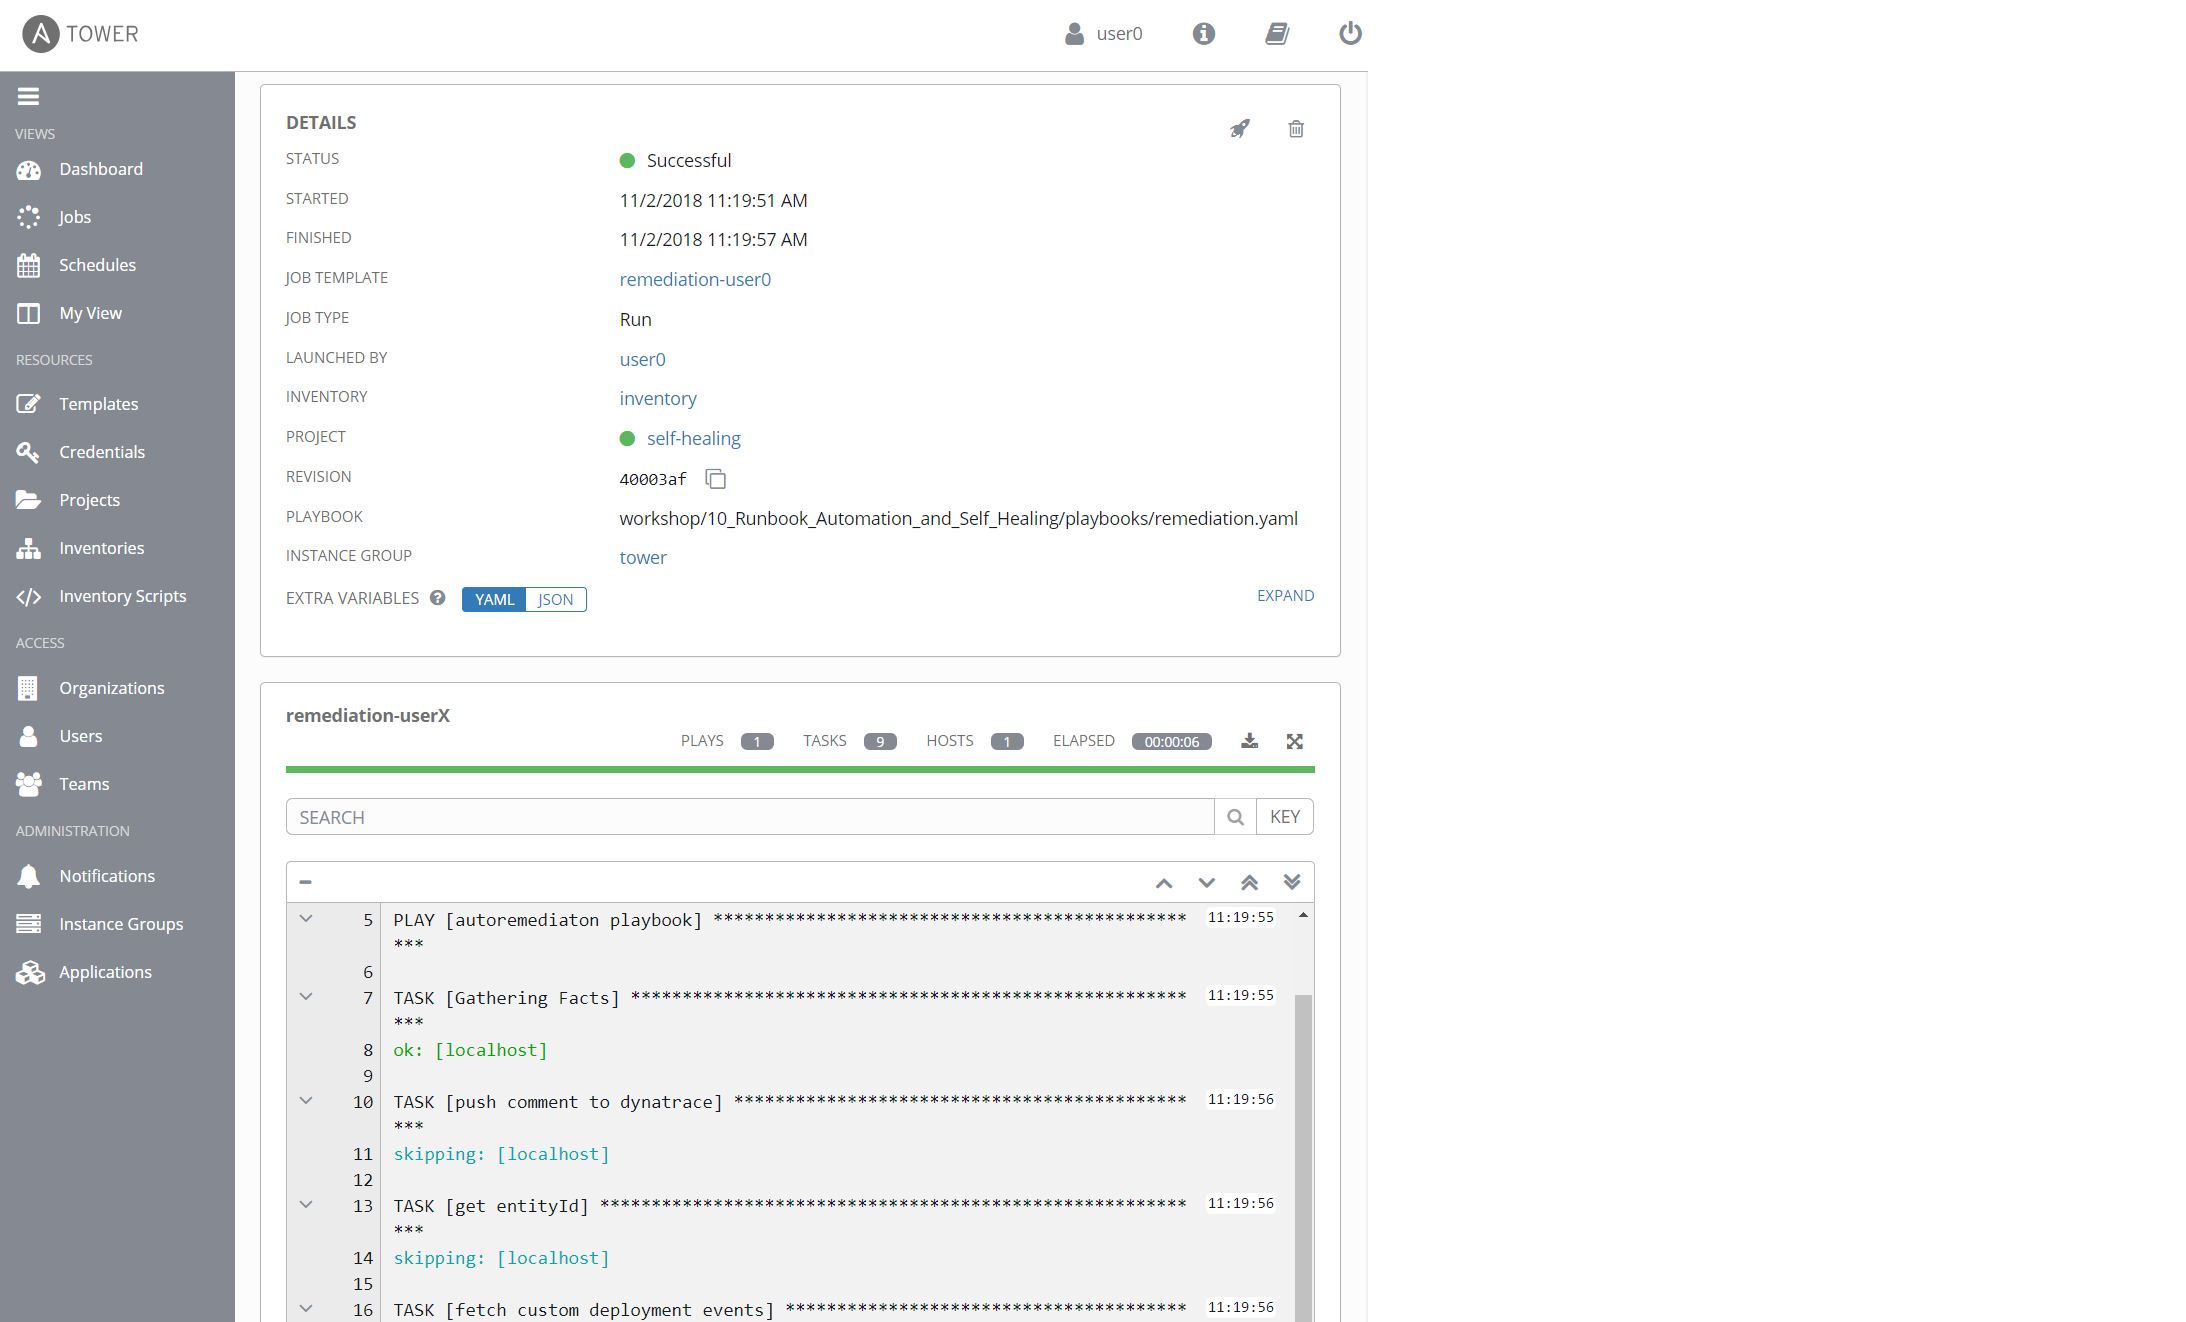 A TOWER
user0
VIEWS
Dashboard
Jobs
Schedules
My View
RESOURCES
Templates
Credentials
Projects
Inventories
Inventory Scripts
ACCESS
Organizations
Users
Teams
ADMINISTRATION
Notifications
Instance Groups
Applications
DETAILS
STATUS Successful
STARTED 11/2/2018 11:19:51 AM
FINISHED 11/2/2018 11:19:57 AM
JOB TEMPLATE remediation-user0
JOB TYPE Run
LAUNCHED BY user0
INVENTORY inventory
PROJECT self-healing
REVISION 40003af
PLAYBOOK workshop/10_Runbook_Automation_and_Self_Healing/playbooks/remediation.yaml
INSTANCE GROUP tower
EXTRA VARIABLES ? YAML JSON EXPAND
remediation-userX
PLAYS 1 TASKS 9 HOSTS 1 ELAPSED 00:00:06
SEARCH KEY
5 PLAY [autoremediaton playbook] ********************************************** 11:19:55
***
6
7 TASK [Gathering Facts] ****************************************************** 11:19:55
***
8 ok: [localhost]
9
10 TASK [push comment to dynatrace] ******************************************** 11:19:56
***
11 skipping: [localhost]
12
13 TASK [get entityId] ********************************************************* 11:19:56
***
14 skipping: [localhost]
15
16 TASK [fetch custom deployment events] *************************************** 11:19:56